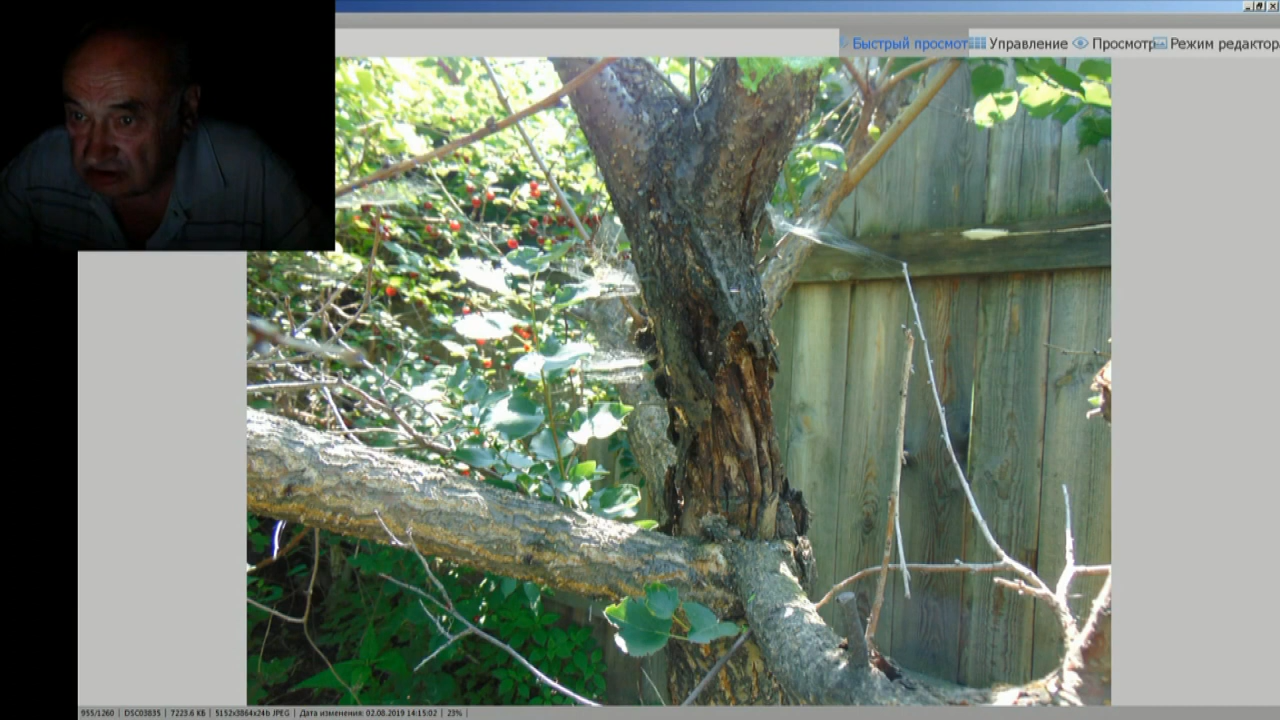 Быстрый просмот Управление Просмотр Режим редактор
955/1260 | DSC03835 | 7223.6 КБ | 5152x3864x24b JPEG | Дата изменения: 02.08.2019 14:15:02 | 23% |